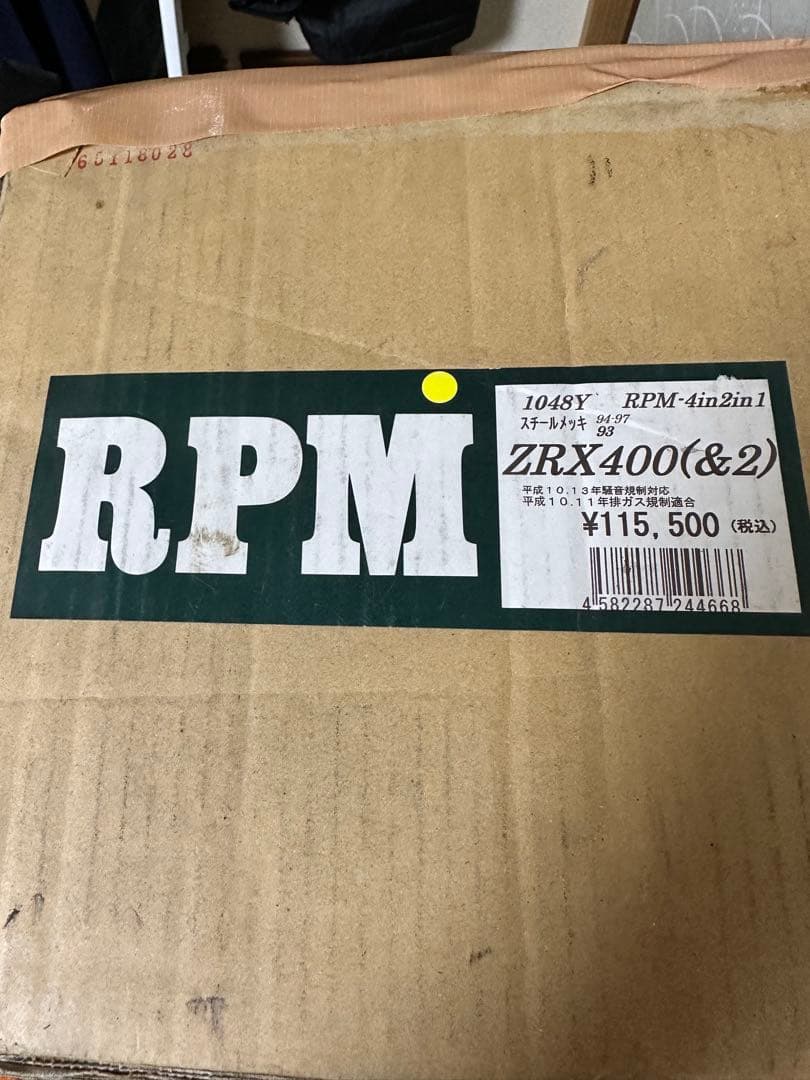 65118028
RPM
1048Y RPM-4in2in1
スチールメッキ 94-97
93
ZRX400(&2)
平成10.13年騒音規制対応
平成10.11年排ガス規制適合
¥115,500 (税込)
4 582287 244668